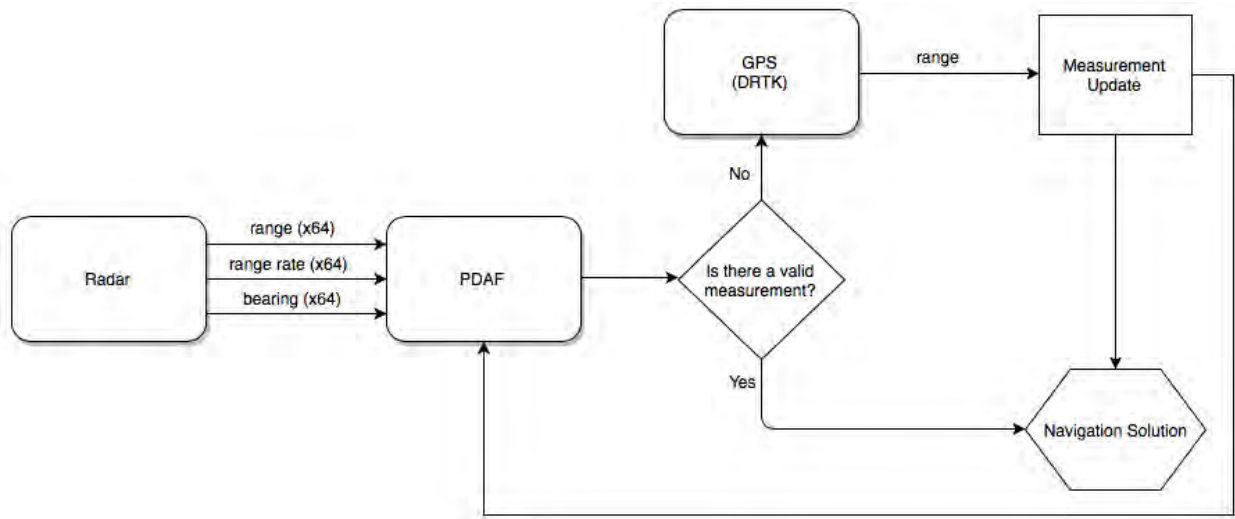 GPS
(DRTK)
range
Measurement
Update
No
Radar
range (x64)
range rate (x64)
bearing (x64)
PDAF
Is there a valid
measurement?
Yes
Navigation Solution